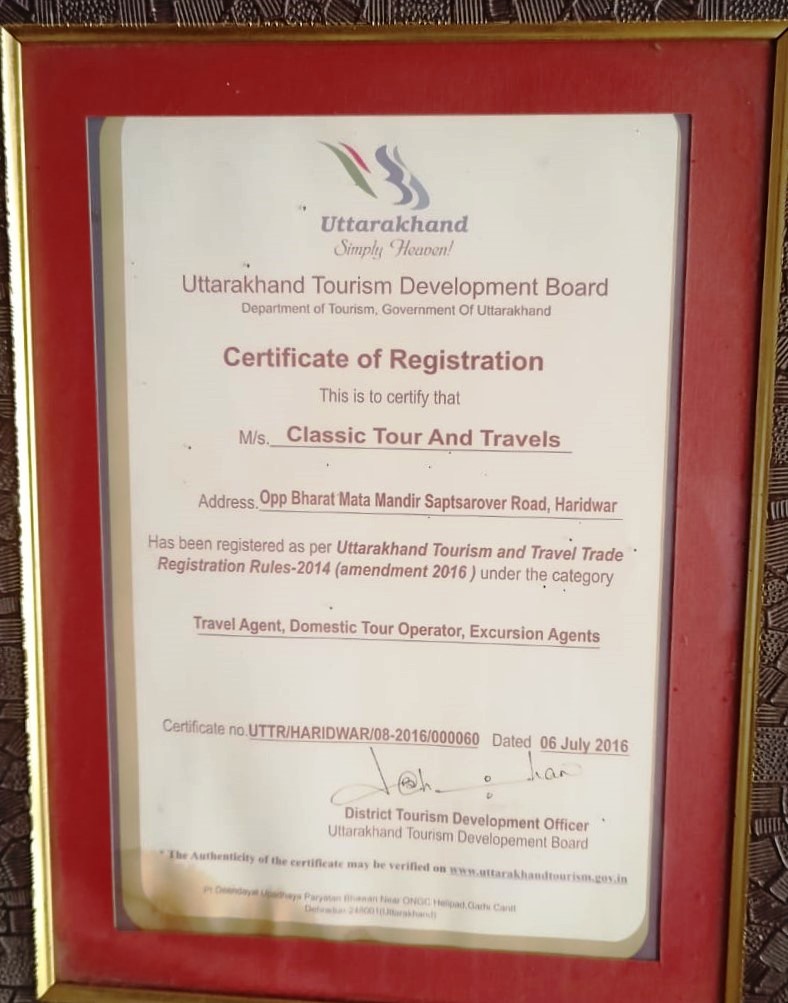 Uttarakhand
Simply Heaven!
Uttarakhand Tourism Development Board
Department of Tourism, Government Of Uttarakhand
Certificate of Registration
This is to certify that
M/s. Classic Tour And Travels
Address. Opp Bharat Mata Mandir Saptsarover Road, Haridwar
Has been registered as per Uttarakhand Tourism and Travel Trade
Registration Rules-2014 (amendment 2016 ) under the category
Travel Agent, Domestic Tour Operator, Excursion Agents
Certificate no. UTTR/HARIDWAR/08-2016/000060 Dated 06 July 2016
District Tourism Development Officer
Uttarakhand Tourism Developement Board
* The Authenticity of the certificate may be verified on www.uttarakhandtourism.gov.in
Pt Deendayal Upadhaya Paryatan Bhawan Near ONGC Helipad,Garhi Cantt
Dehradun 248001(Uttarakhand)